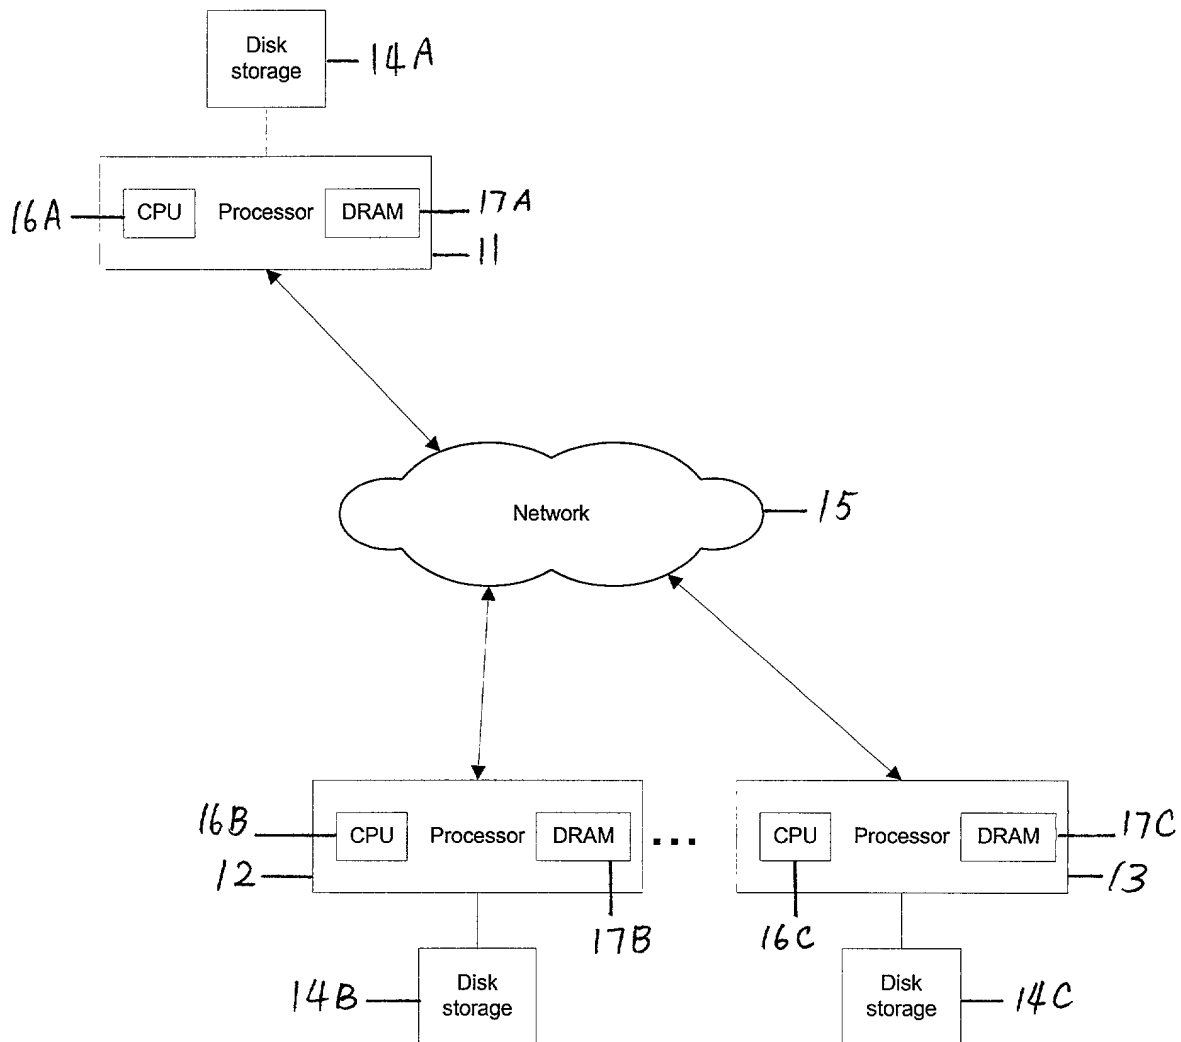 Disk
storage
14A
16A
CPU
Processor
DRAM
17A
11
Network
15
16B
CPU
Processor
DRAM
...
CPU
Processor
DRAM
17C
12
13
17B
16C
14B
Disk
storage
Disk
storage
14C